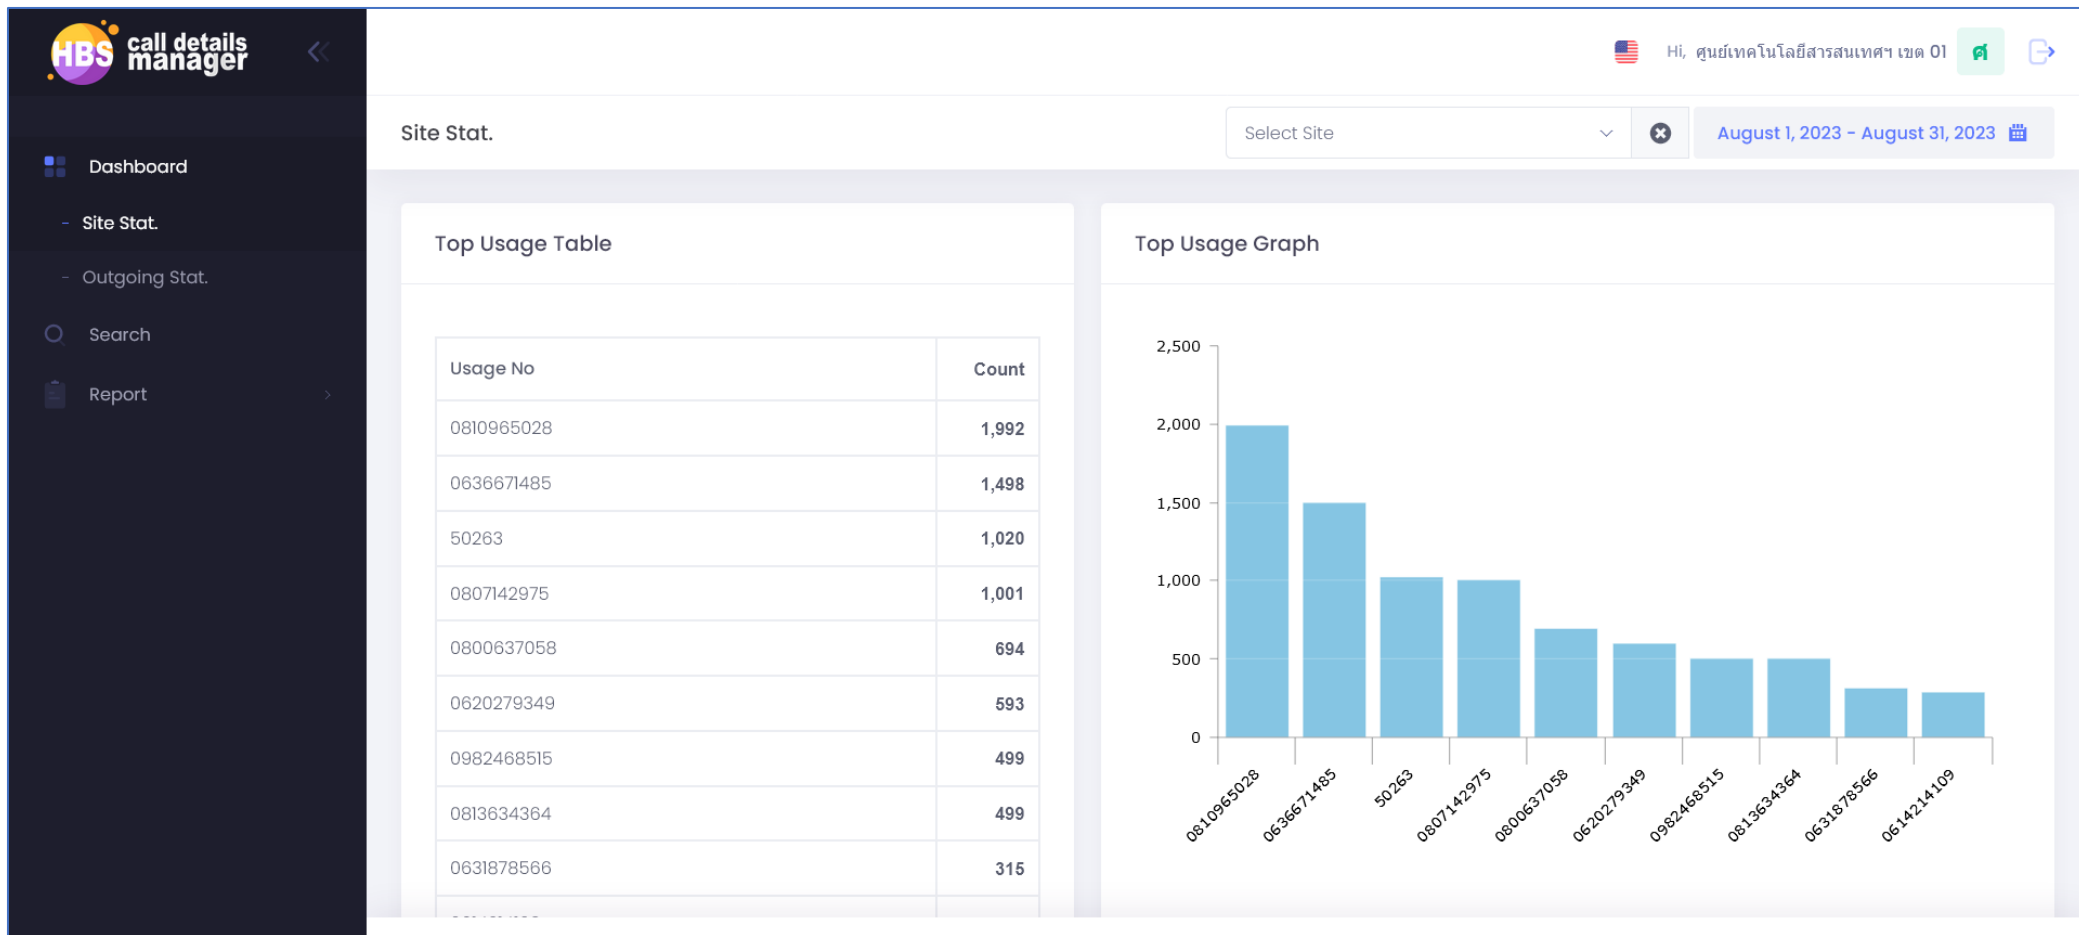 HBS call details manager
Hi, ศูนย์เทคโนโลยีสารสนเทศฯ เขต 01 ศ
Site Stat.
Select Site
August 1, 2023 - August 31, 2023
Dashboard
- Site Stat.
- Outgoing Stat.
Search
Report
Top Usage Table
Usage No Count
0810965028 1,992
0636671485 1,498
50263 1,020
0807142975 1,001
0800637058 694
0620279349 593
0982468515 499
0813634364 499
0631878566 315
Top Usage Graph
2,500
2,000
1,500
1,000
500
0
0810965028
0636671485
50263
0807142975
0800637058
0620279349
0982468515
0813634364
0631878566
0614214109